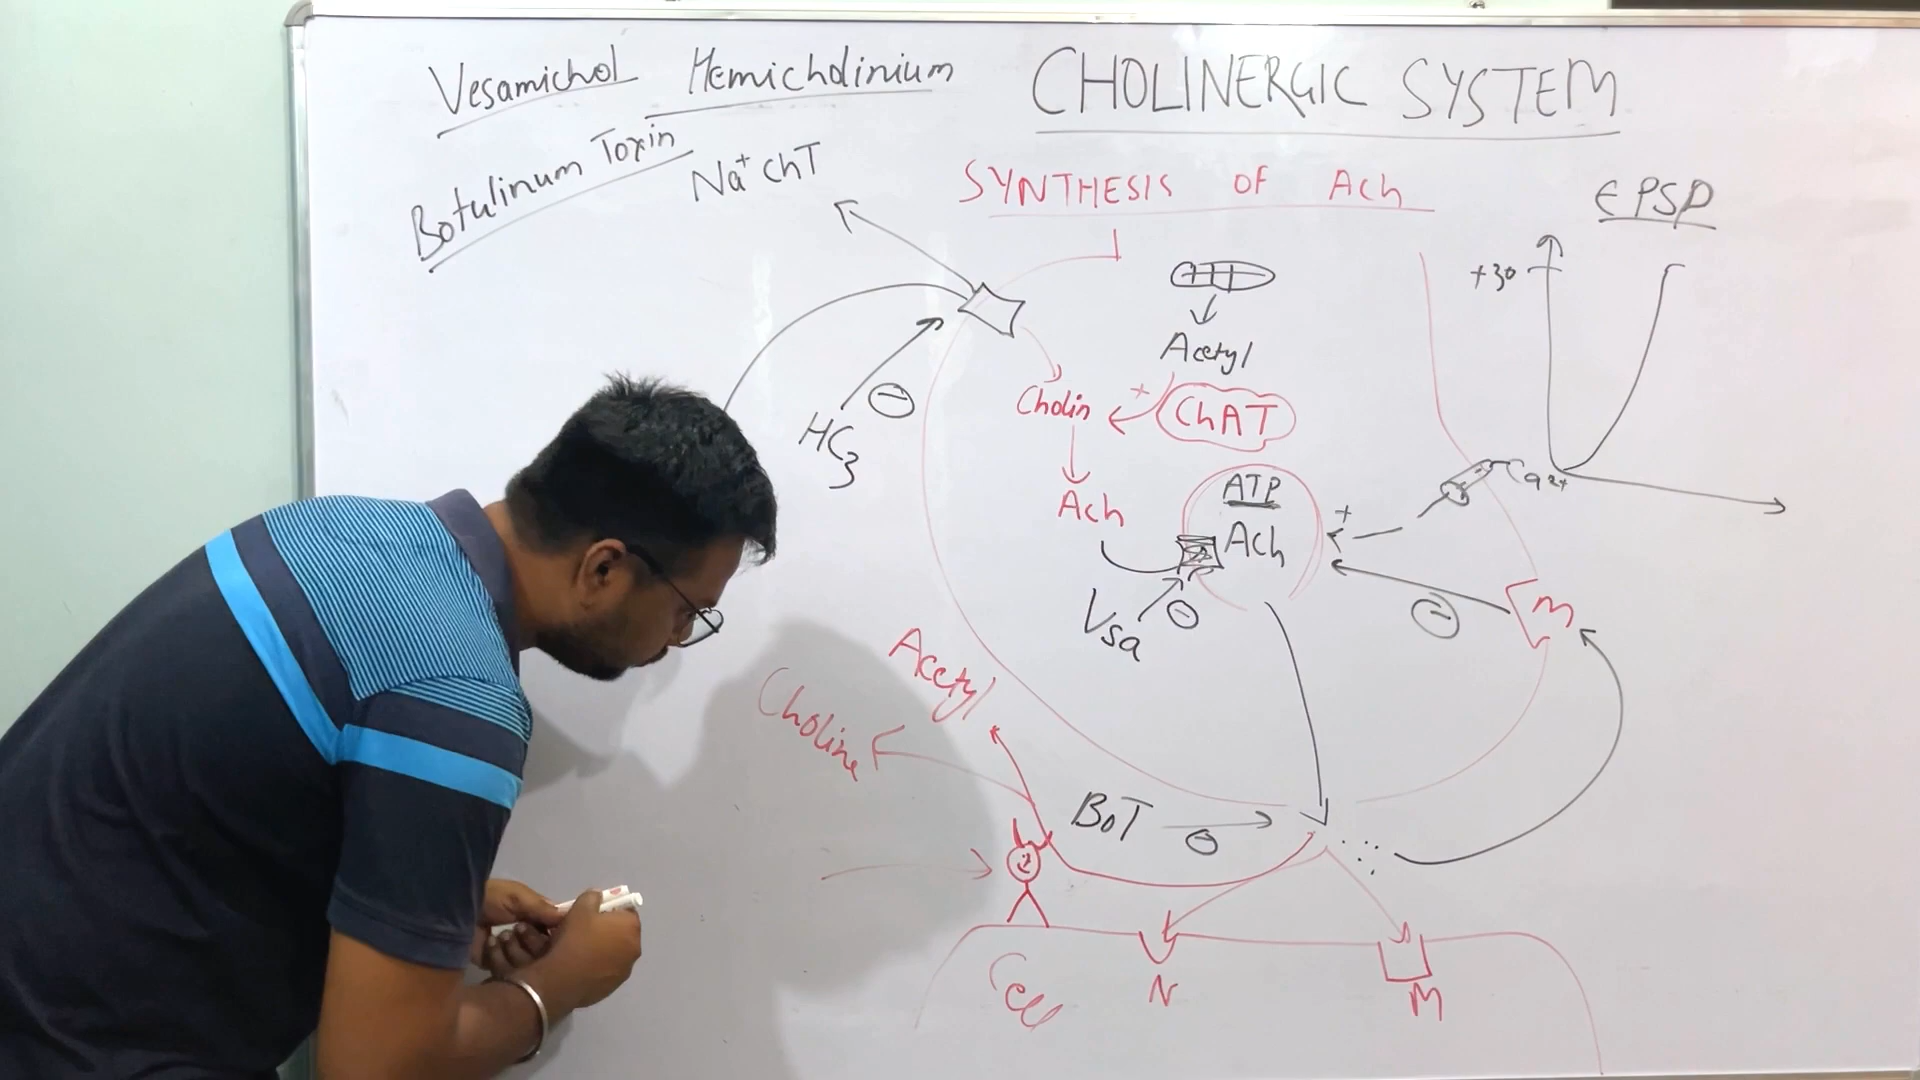 Vesamichol Hemicholinium CHOLINERGIC SYSTEM
Botulinum Toxin
Na⁺ ChT
SYNTHESIS OF ACh
EPSP
+30
Acetyl
Cholin + ChAT
HC3
ACh
ATP
ACh
Ca2+
+
Vsa
M
Acetyl
Choline
BOT
Cell
N
M